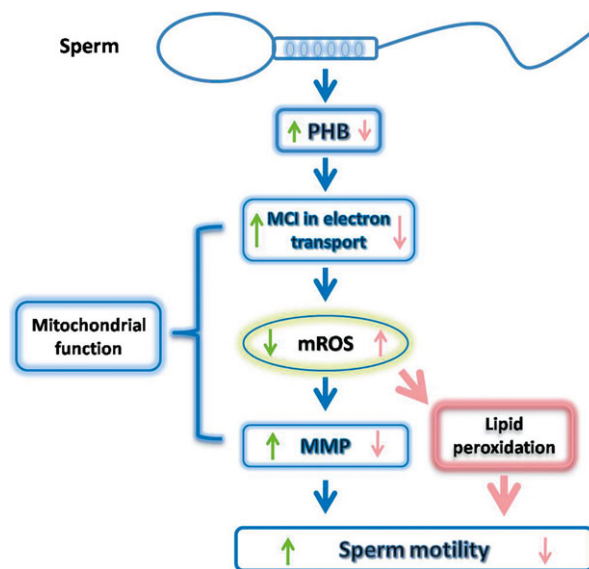 Sperm
PHB
MCI in electron
transport
Mitochondrial
function
mROS
MMP
Lipid
peroxidation
Sperm motility